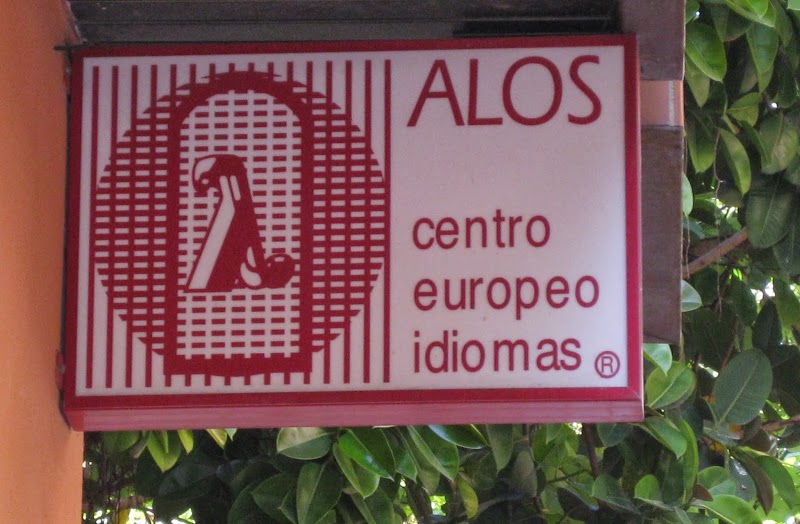 ALOS
centro
europeo
idiomas ®